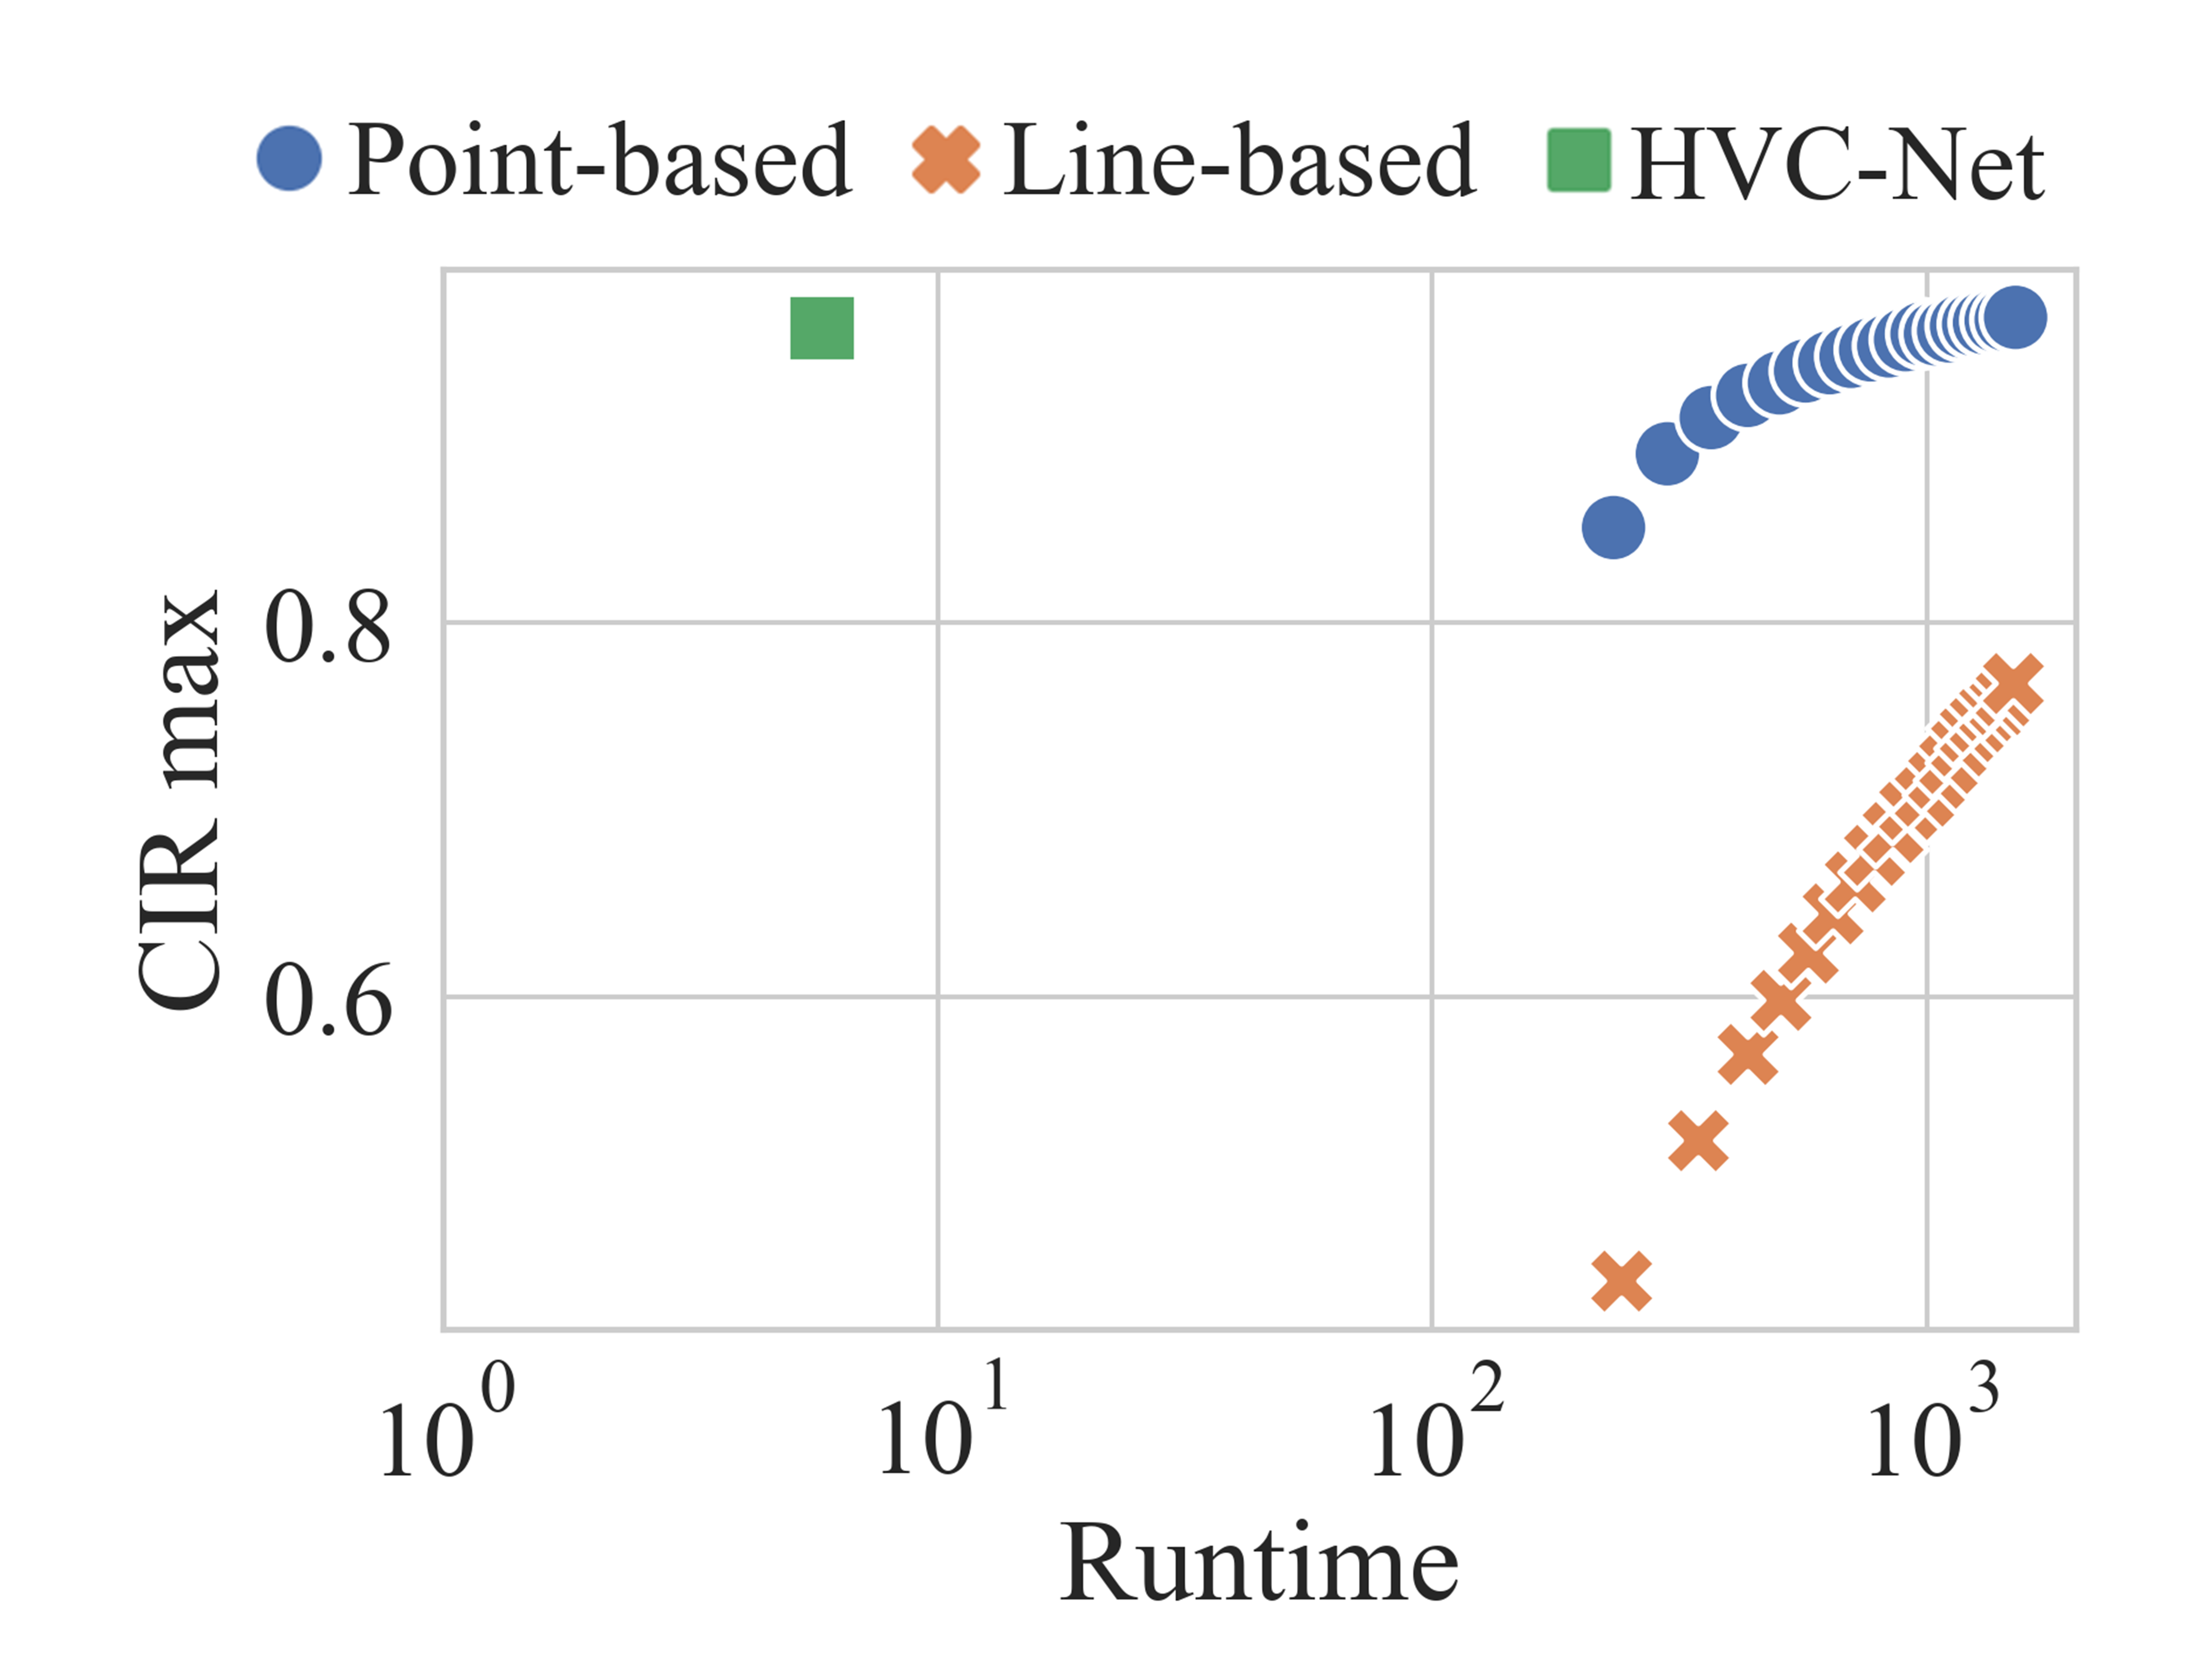 Point-based Line-based HVC-Net
CIR max
0.8
0.6
10^0 10^1 10^2 10^3
Runtime